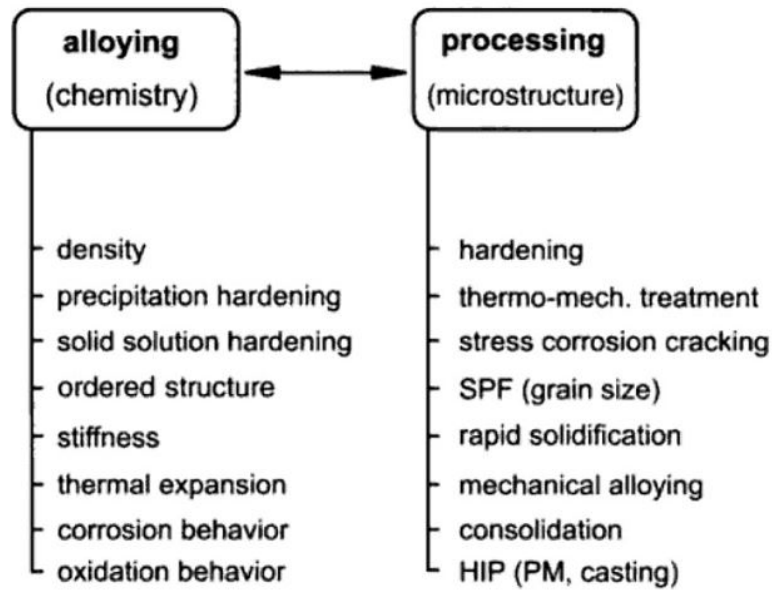 alloying
(chemistry)
density
precipitation hardening
solid solution hardening
ordered structure
stiffness
thermal expansion
corrosion behavior
oxidation behavior
processing
(microstructure)
hardening
thermo-mech. treatment
stress corrosion cracking
SPF (grain size)
rapid solidification
mechanical alloying
consolidation
HIP (PM, casting)